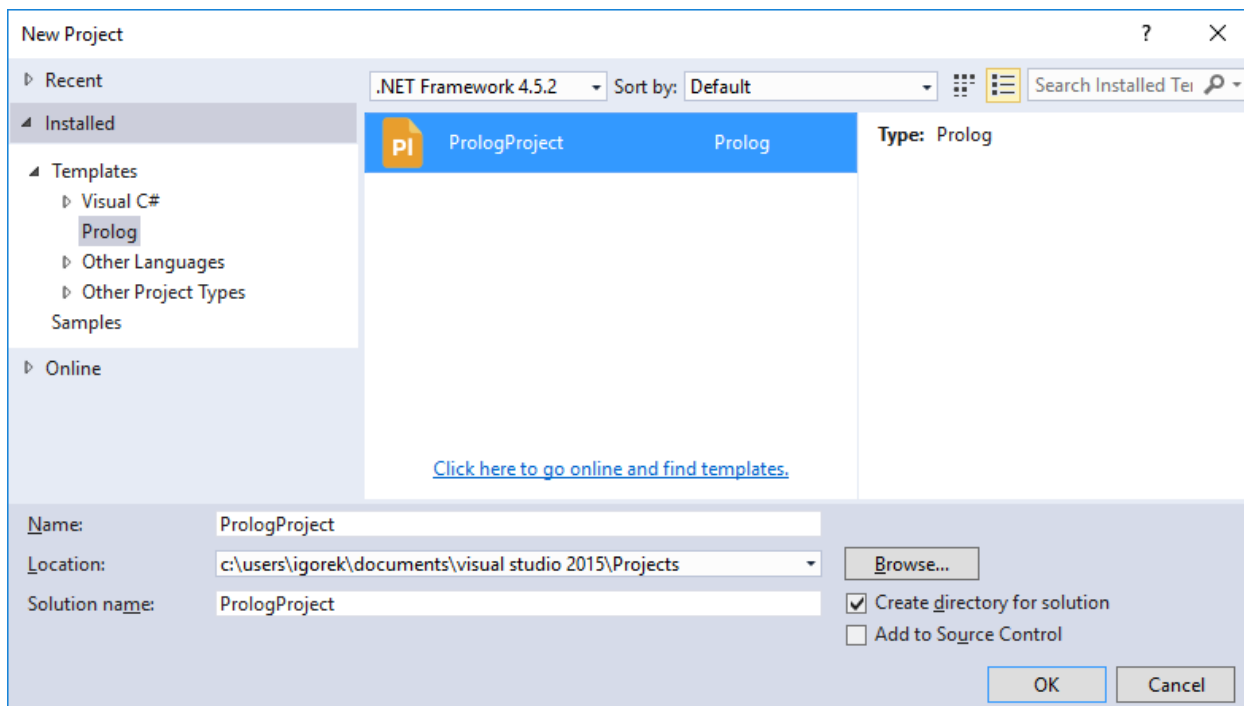 New Project
?
Recent
.NET Framework 4.5.2
Sort by:
Default
Search Installed Te
Installed
PI
PrologProject
Prolog
Type: Prolog
Templates
Visual C#
Prolog
Other Languages
Other Project Types
Samples
Online
Click here to go online and find templates.
Name:
PrologProject
Location:
c:\users\igorek\documents\visual studio 2015\Projects
Browse...
Solution name:
PrologProject
Create directory for solution
Add to Source Control
OK
Cancel